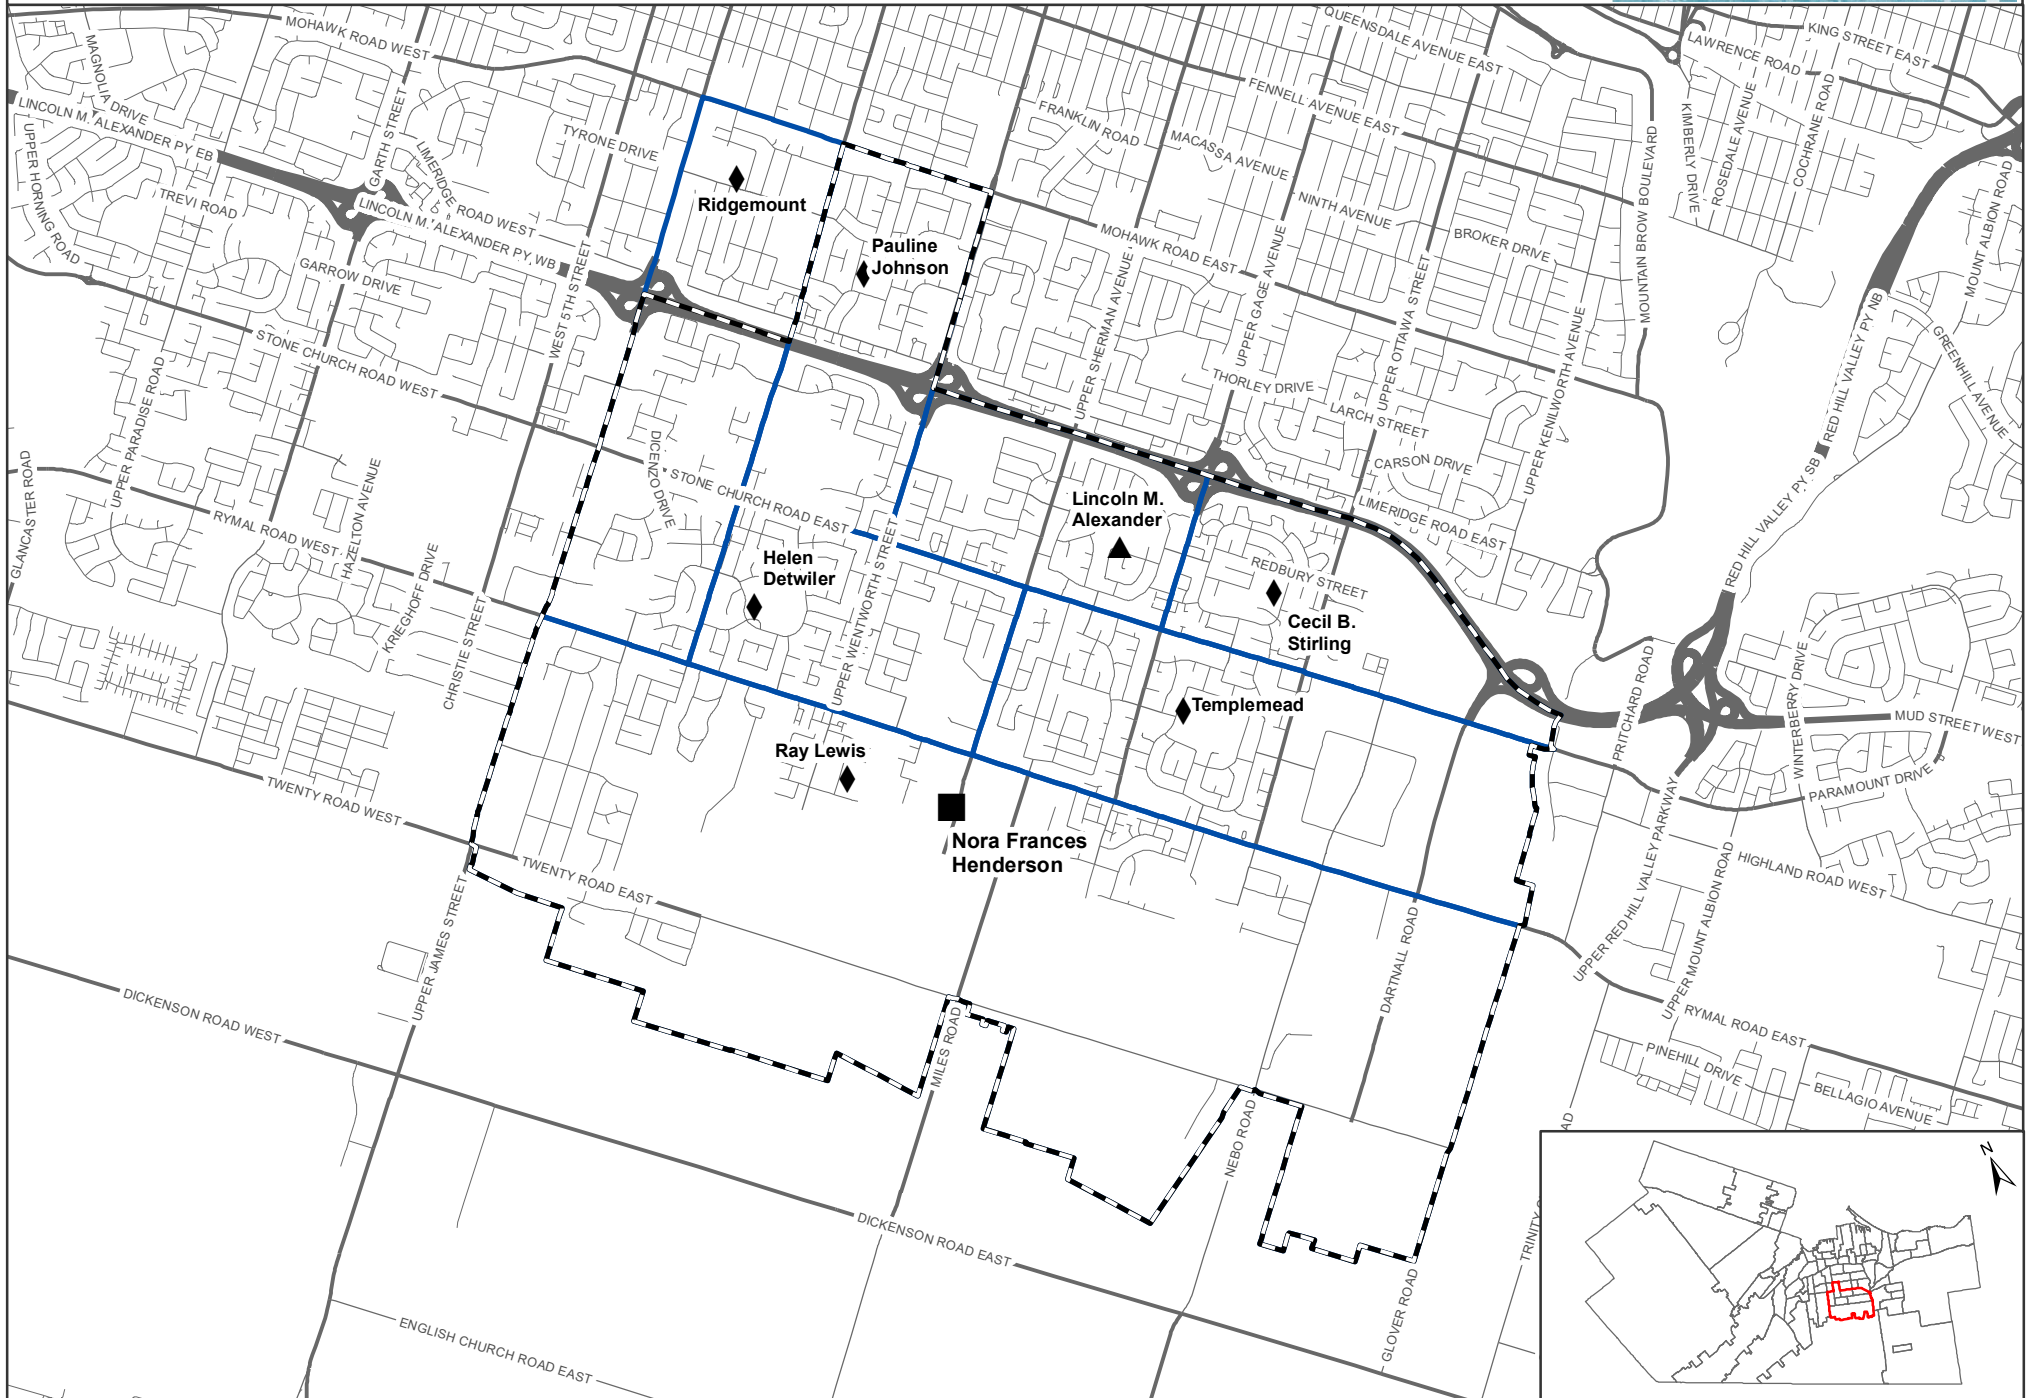 MOHAWK ROAD WEST
QUEENSDALE AVENUE EAST
KING STREET EAST
LAWRENCE ROAD
MAGNOLIA DRIVE
LINCOLN M. ALEXANDER PY EB
GARTH STREET
TYRONE DRIVE
FRANKLIN ROAD
FENNELL AVENUE EAST
MACASSA AVENUE
KIMBERLY DRIVE
ROSEDALE AVENUE
COCHRANE ROAD
MOUNTAIN BROW BOULEVARD
UPPER HORNING ROAD
LIMERIDGE ROAD WEST
TREVI ROAD
LINCOLN M. ALEXANDER PY WB
Ridgemount
NINTH AVENUE
BROKER DRIVE
MOUNT ALBION ROAD
Pauline
Johnson
MOHAWK ROAD EAST
GARROW DRIVE
WEST 5TH STREET
UPPER SHERMAN AVENUE
UPPER GAGE AVENUE
UPPER OTTAWA STREET
UPPER KENILWORTH AVENUE
RED HILL VALLEY PY NB
GREENHILL AVENUE
STONE CHURCH ROAD WEST
THORLEY DRIVE
LARCH STREET
UPPER PARADISE ROAD
DICENZO DRIVE
CARSON DRIVE
STONE CHURCH ROAD EAST
Lincoln M.
Alexander
LIMERIDGE ROAD EAST
RED HILL VALLEY PY SB
GLANCASTER ROAD
RYMAL ROAD WEST
HAZELTON AVENUE
KRIEGHOFF DRIVE
CHRISTIE STREET
Helen
Detwiler
UPPER WENTWORTH STREET
REDBURY STREET
Cecil B.
Stirling
PRITCHARD ROAD
WINTERBERRY DRIVE
MUD STREET WEST
Templemead
Ray Lewis
PARAMOUNT DRIVE
TWENTY ROAD WEST
Nora Frances
Henderson
TWENTY ROAD EAST
UPPER RED HILL VALLEY PARKWAY
HIGHLAND ROAD WEST
UPPER MOUNT ALBION ROAD
UPPER JAMES STREET
DARTNALL ROAD
DICKENSON ROAD WEST
MILES ROAD
RYMAL ROAD EAST
PINEHILL DRIVE
BELLAGIO AVENUE
NEBO ROAD
DICKENSON ROAD EAST
GLOVER ROAD
ENGLISH CHURCH ROAD EAST
N